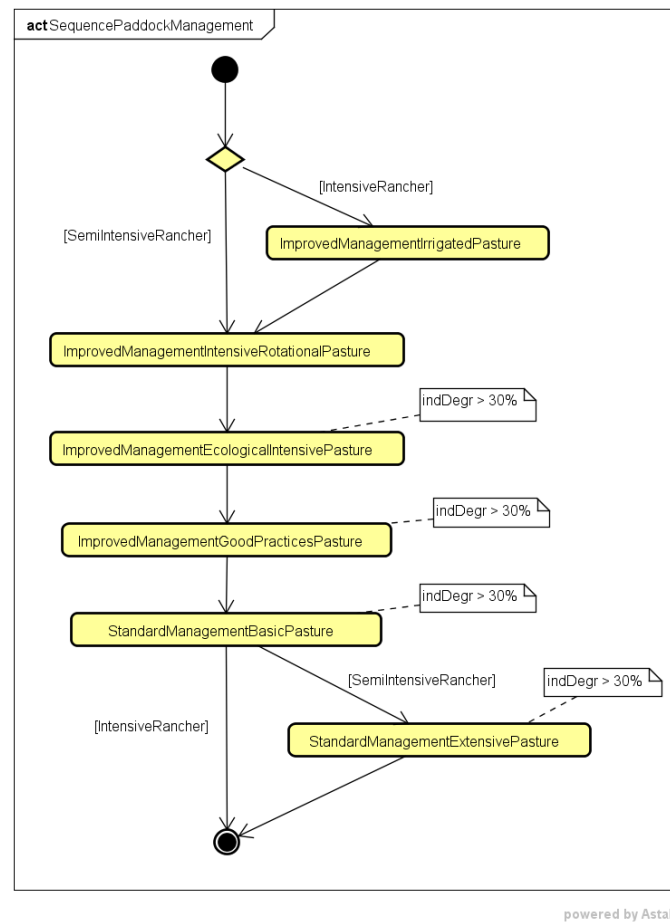 act SequencePaddockManagement
[IntensiveRancher]
[SemiIntensiveRancher]
ImprovedManagementIrrigatedPasture
ImprovedManagementIntensiveRotationalPasture
indDegr > 30%
ImprovedManagementEcologicalIntensivePasture
indDegr > 30%
ImprovedManagementGoodPracticesPasture
indDegr > 30%
StandardManagementBasicPasture
[SemiIntensiveRancher]
indDegr > 30%
[IntensiveRancher]
StandardManagementExtensivePasture
powered by Asta